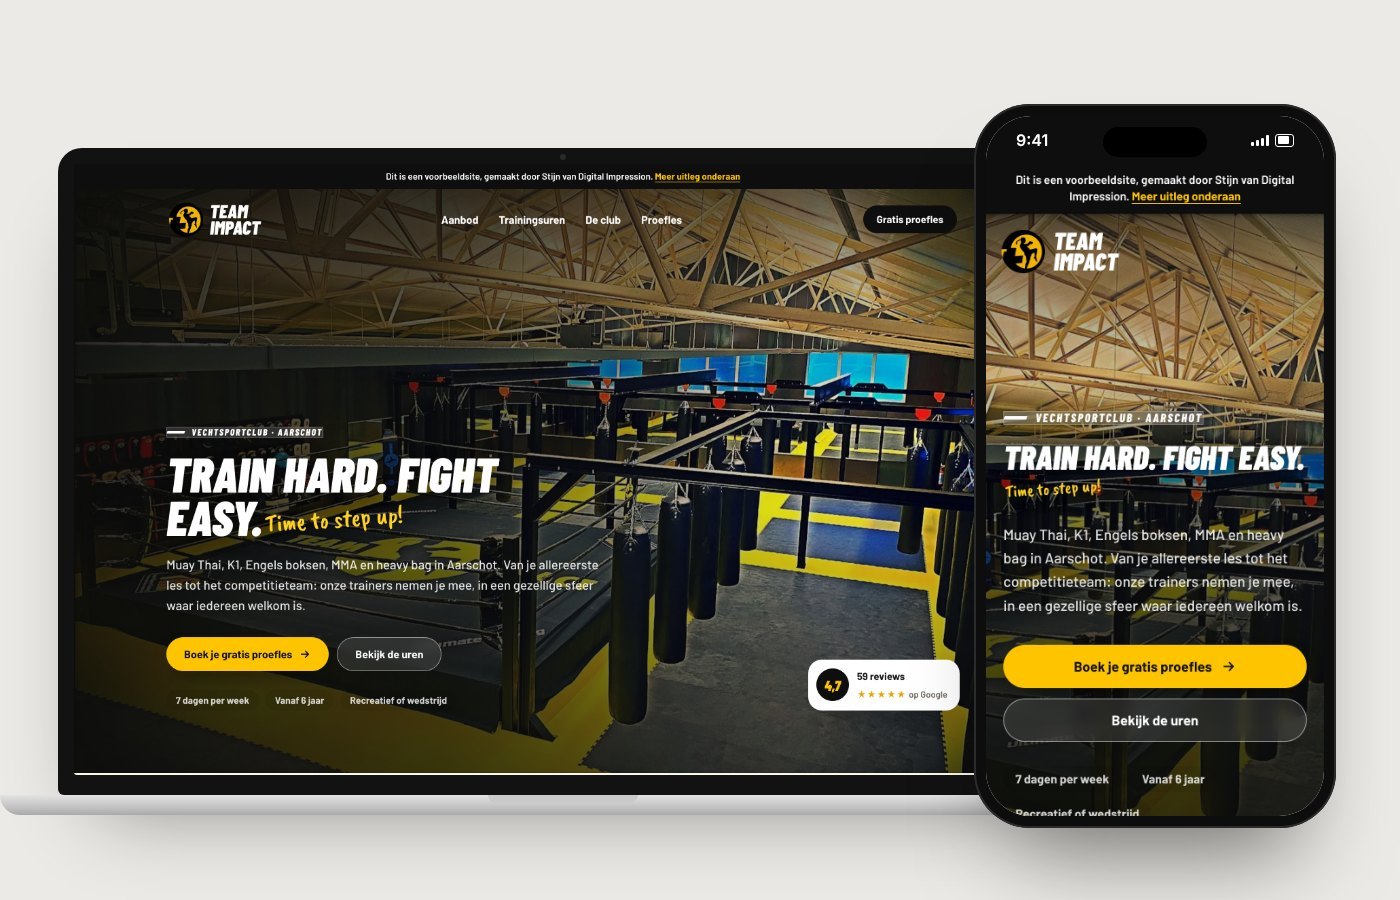 Dit is een voorbeeldsite, gemaakt door Stijn van Digital Impression. Meer uitleg onderaan
TEAM
IMPACT
Aanbod
Trainingsuren
De club
Proefles
Gratis proefles
VECHTSPORTCLUB · AARSCHOT
TRAIN HARD. FIGHT
EASY. Time to step up!
Muay Thai, K1, Engels boksen, MMA en heavy bag in Aarschot. Van je allereerste
les tot het competitieteam: onze trainers nemen je mee, in een gezellige sfeer
waar iedereen welkom is.
Boek je gratis proefles →
Bekijk de uren
7 dagen per week
Vanaf 6 jaar
Recreatief of wedstrijd
4,7
59 reviews
★★★★★ op Google
9:41
Dit is een voorbeeldsite, gemaakt door Stijn van Digital
Impression. Meer uitleg onderaan
TEAM
IMPACT
VECHTSPORTCLUB · AARSCHOT
TRAIN HARD. FIGHT EASY.
Time to step up!
Muay Thai, K1, Engels boksen, MMA en heavy
bag in Aarschot. Van je allereerste les tot het
competitieteam: onze trainers nemen je mee,
in een gezellige sfeer waar iedereen welkom is.
Boek je gratis proefles →
Bekijk de uren
7 dagen per week
Vanaf 6 jaar
Recreatief of wedstrijd